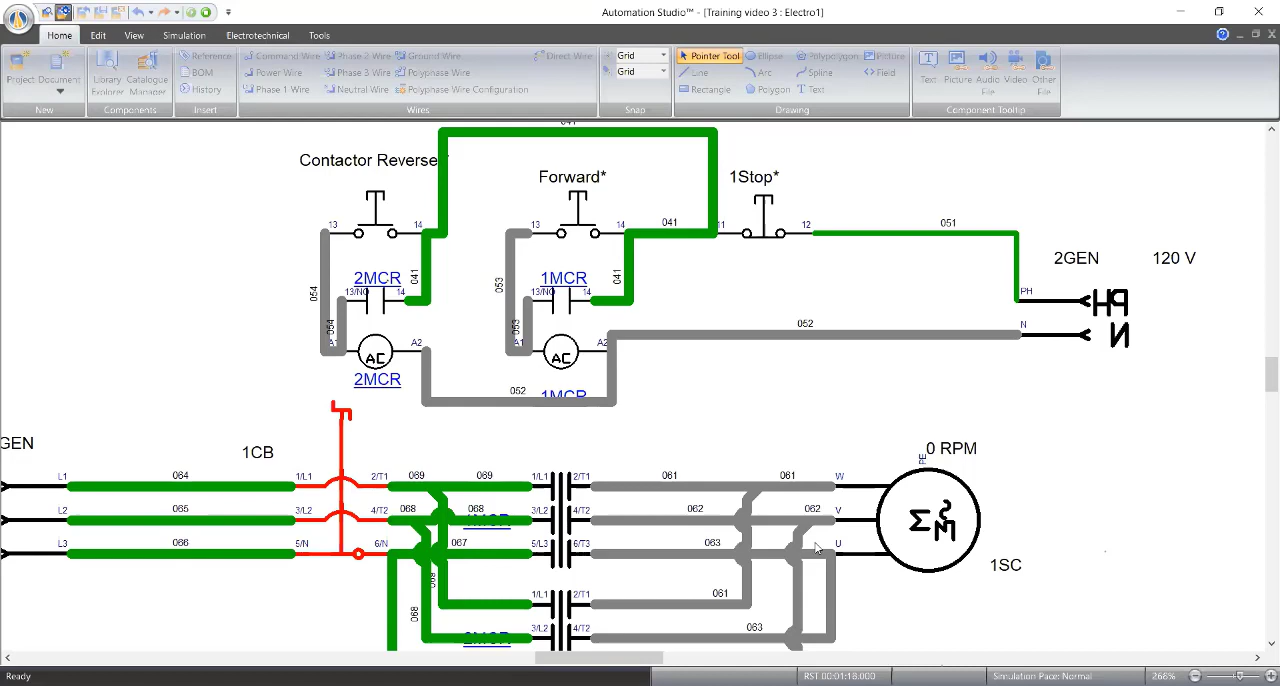 Automation Studio™ - [Training video 3 : Electro1]
Home Edit View Simulation Electrotechnical Tools
Project Document
New
Library Explorer Catalogue Manager
Components
Reference
BOM
History
Insert
Command Wire Phase 2 Wire Ground Wire Direct Wire
Power Wire Phase 3 Wire Polyphase Wire
Phase 1 Wire Neutral Wire Polyphase Wire Configuration
Wires
Grid
Grid
Snap
Pointer Tool Ellipse Polypolygon Picture
Line Arc Spline Field
Rectangle Polygon Text
Drawing
Text Picture Audio File Video Other File
Component Tooltip
041
Contactor Reverse*
Forward*
1Stop*
13 14 13 14 041 11 12 051
2GEN 120 V
2MCR 1MCR
054 041 053 041
13/NO 14 13/NO 14
PH PH
054 053 052 N N
A1 AC A2 A1 AC A2
2MCR 052 1MCR
GEN 1CB 0 RPM
PE
L1 064 1/L1 2/T1 069 069 1/L1 2/T1 061 061 W
L2 065 3/L2 4/T2 068 068 1MCR 3/L2 4/T2 062 062 V
L3 066 5/N 6/N 067 5/L3 6/T3 063 U
M
1SC
069
068
1/L1 2/T1 061
2MCR 3/L2 4/T2 063
Ready RST:00:01:18.000 Simulation Pace: Normal 268%